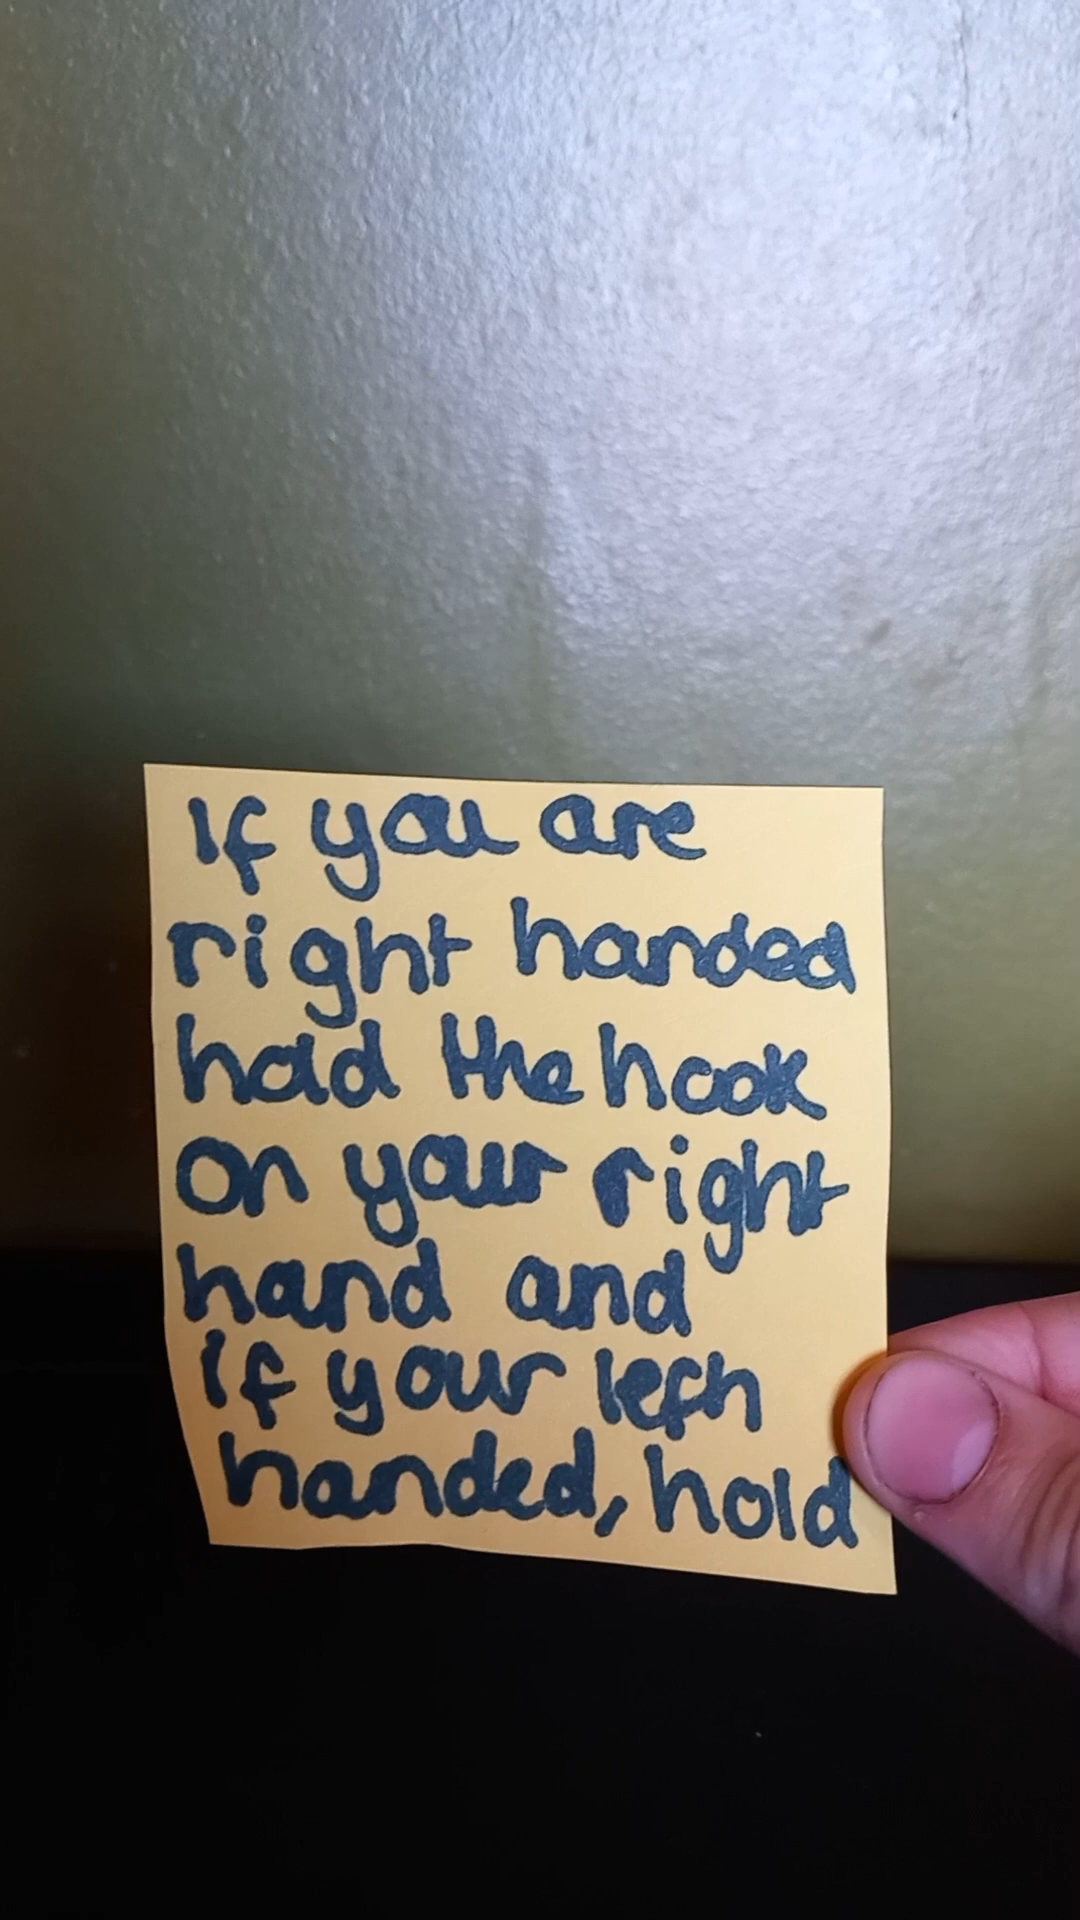 If you are
right handed
hold the hook
on your right
hand and
if your left
handed, hold